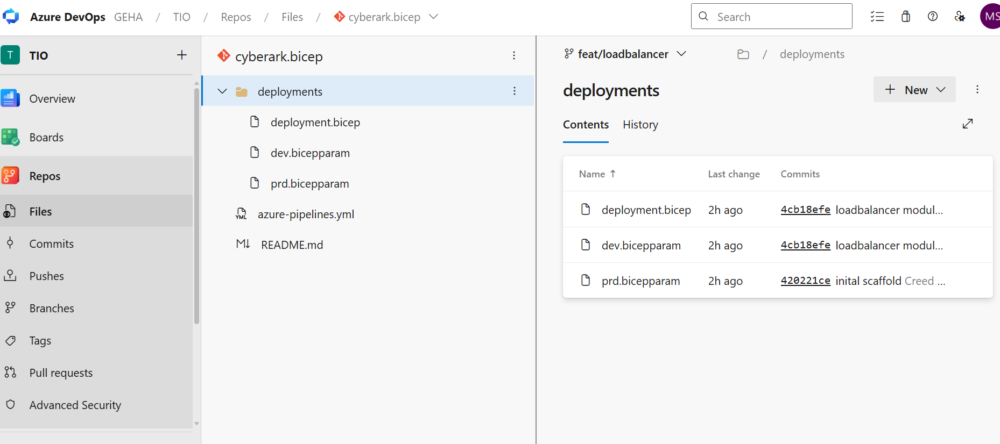 Azure DevOps GEHA / TIO / Repos / Files / cyberark.bicep
Search
MS
T TIO
Overview
Boards
Repos
Files
Commits
Pushes
Branches
Tags
Pull requests
Advanced Security
cyberark.bicep
deployments
deployment.bicep
dev.bicepparam
prd.bicepparam
YML azure-pipelines.yml
M↓ README.md
feat/loadbalancer / deployments
deployments
New
Contents History
Name ↑ Last change Commits
deployment.bicep 2h ago 4cb18efe loadbalancer modul...
dev.bicepparam 2h ago 4cb18efe loadbalancer modul...
prd.bicepparam 2h ago 420221ce inital scaffold Creed ...